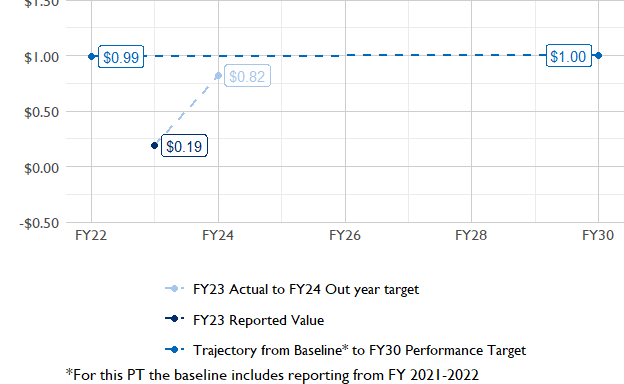 $1.50
$1.00
$0.99
$1.00
$0.82
$0.50
$0.19
$0.00
-$0.50
FY22 FY24 FY26 FY28 FY30
FY23 Actual to FY24 Out year target
FY23 Reported Value
Trajectory from Baseline* to FY30 Performance Target
*For this PT the baseline includes reporting from FY 2021-2022